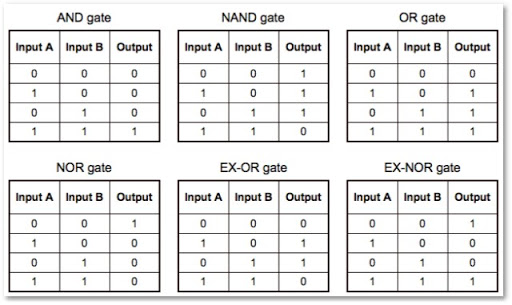 AND gate NAND gate OR gate
Input A Input B Output Input A Input B Output Input A Input B Output
0 0 0 0 0 1 0 0 0
1 0 0 1 0 1 1 0 1
0 1 0 0 1 1 0 1 1
1 1 1 1 1 0 1 1 1
NOR gate EX-OR gate EX-NOR gate
Input A Input B Output Input A Input B Output Input A Input B Output
0 0 1 0 0 0 0 0 1
1 0 0 1 0 1 1 0 0
0 1 0 0 1 1 0 1 0
1 1 0 1 1 0 1 1 1